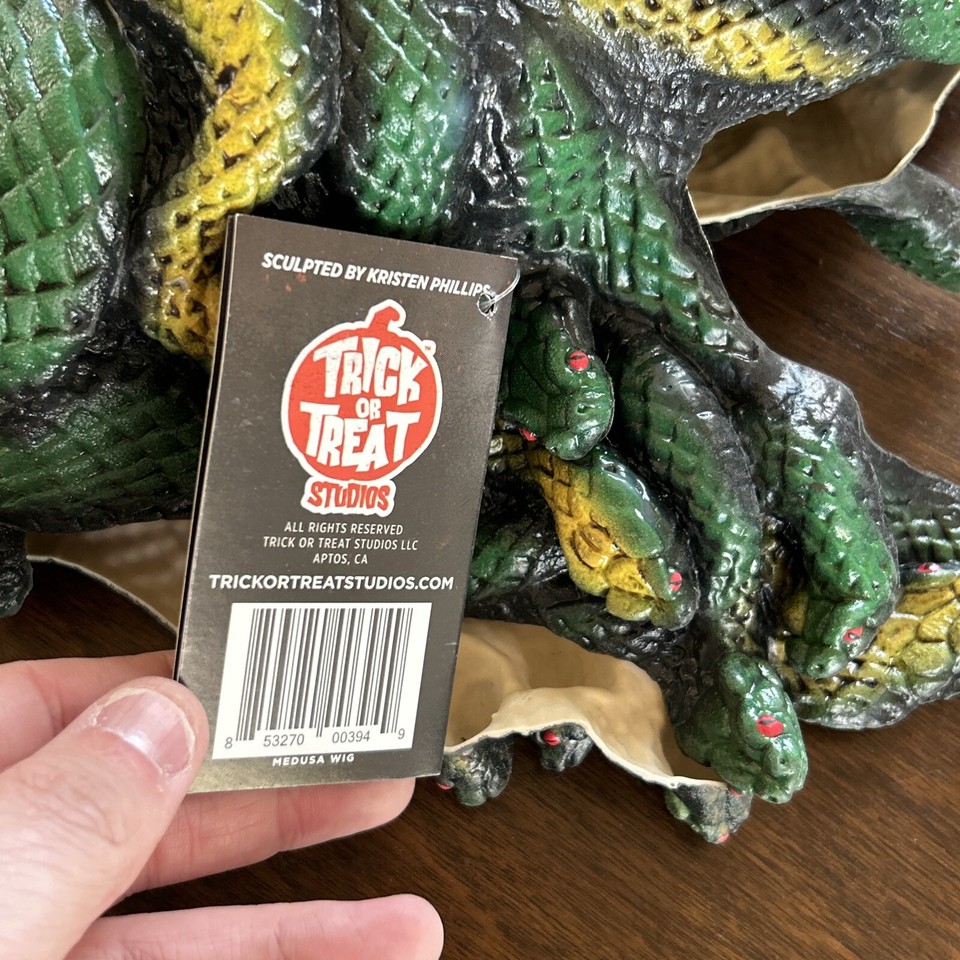 SCULPTED BY KRISTEN PHILLIPS
TRICK
OR
TREAT
STUDIOS
ALL RIGHTS RESERVED
TRICK OR TREAT STUDIOS LLC
APTOS, CA
TRICKORTREATSTUDIOS.COM
8 53270 00394 9
MEDUSA WIG